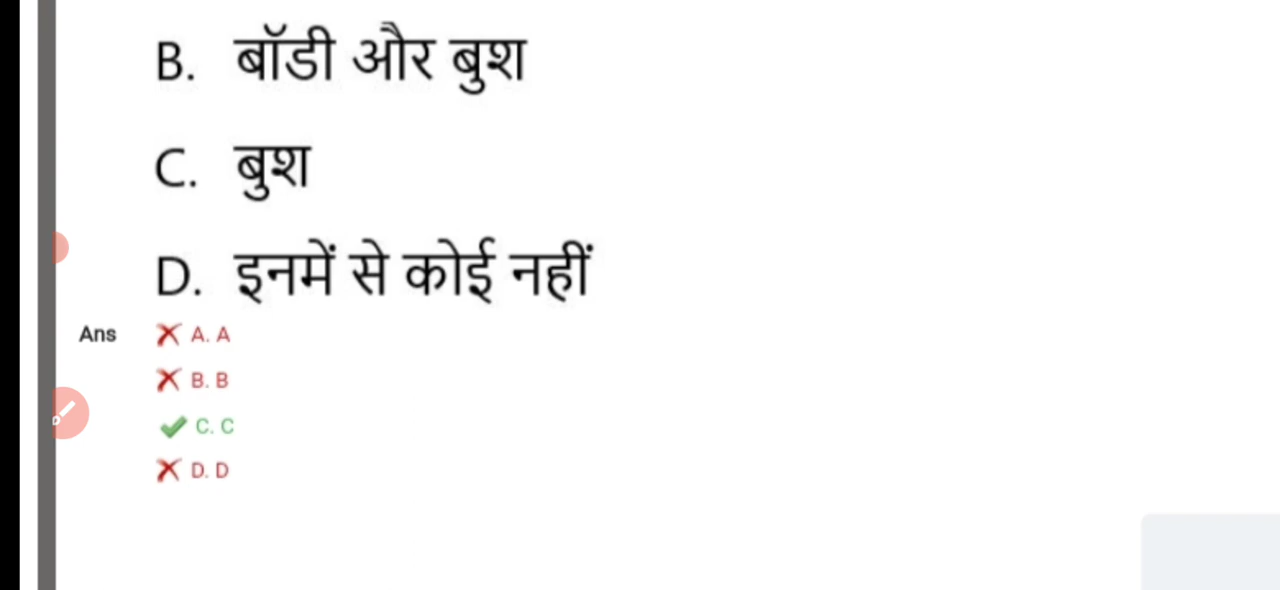 B. बॉडी और बुश
C. बुश
D. इनमें से कोई नहीं
Ans A. A
B. B
C. C
D. D